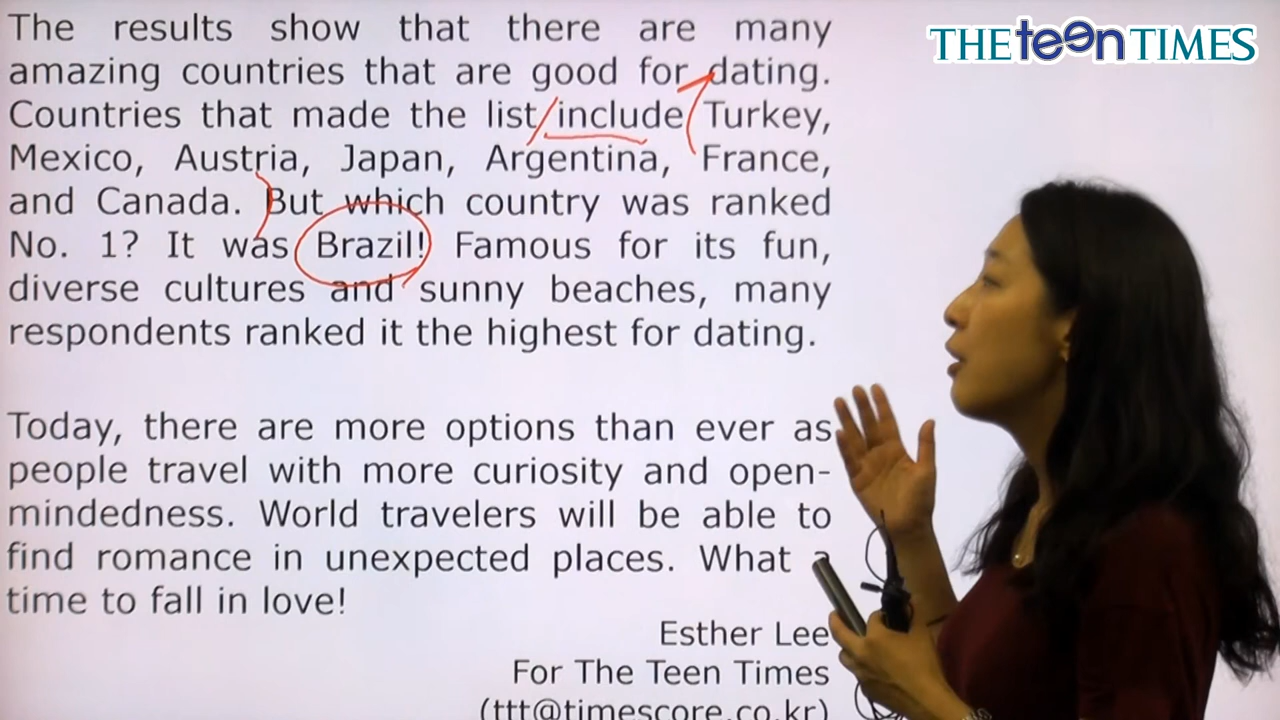 THE teen TIMES
The results show that there are many
amazing countries that are good for dating.
Countries that made the list include Turkey,
Mexico, Austria, Japan, Argentina, France,
and Canada. But which country was ranked
No. 1? It was Brazil! Famous for its fun,
diverse cultures and sunny beaches, many
respondents ranked it the highest for dating.
Today, there are more options than ever as
people travel with more curiosity and open-
mindedness. World travelers will be able to
find romance in unexpected places. What a
time to fall in love!
Esther Lee
For The Teen Times
(ttt@timescore.co.kr)